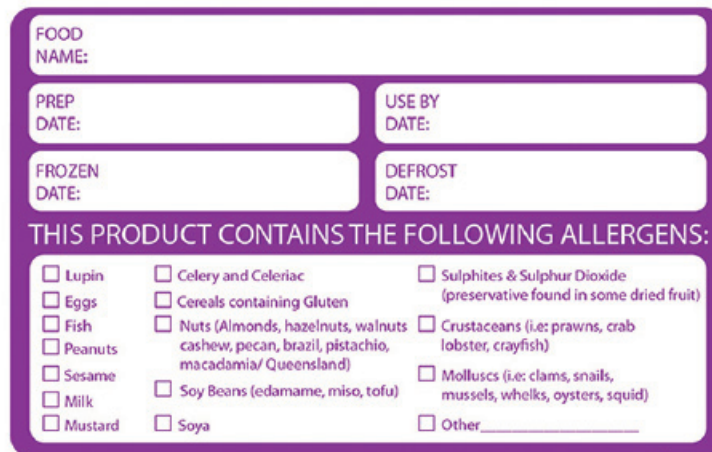 FOOD
NAME:
PREP
DATE:
USE BY
DATE:
FROZEN
DATE:
DEFROST
DATE:
THIS PRODUCT CONTAINS THE FOLLOWING ALLERGENS:
Lupin
Eggs
Fish
Peanuts
Sesame
Milk
Mustard
Celery and Celeriac
Cereals containing Gluten
Nuts (Almonds, hazelnuts, walnuts
cashew, pecan, brazil, pistachio,
macadamia/ Queensland)
Soy Beans (edamame, miso, tofu)
Soya
Sulphites & Sulphur Dioxide
(preservative found in some dried fruit)
Crustaceans (i.e: prawns, crab
lobster, crayfish)
Molluscs (i.e: clams, snails,
mussels, whelks, oysters, squid)
Other____________________